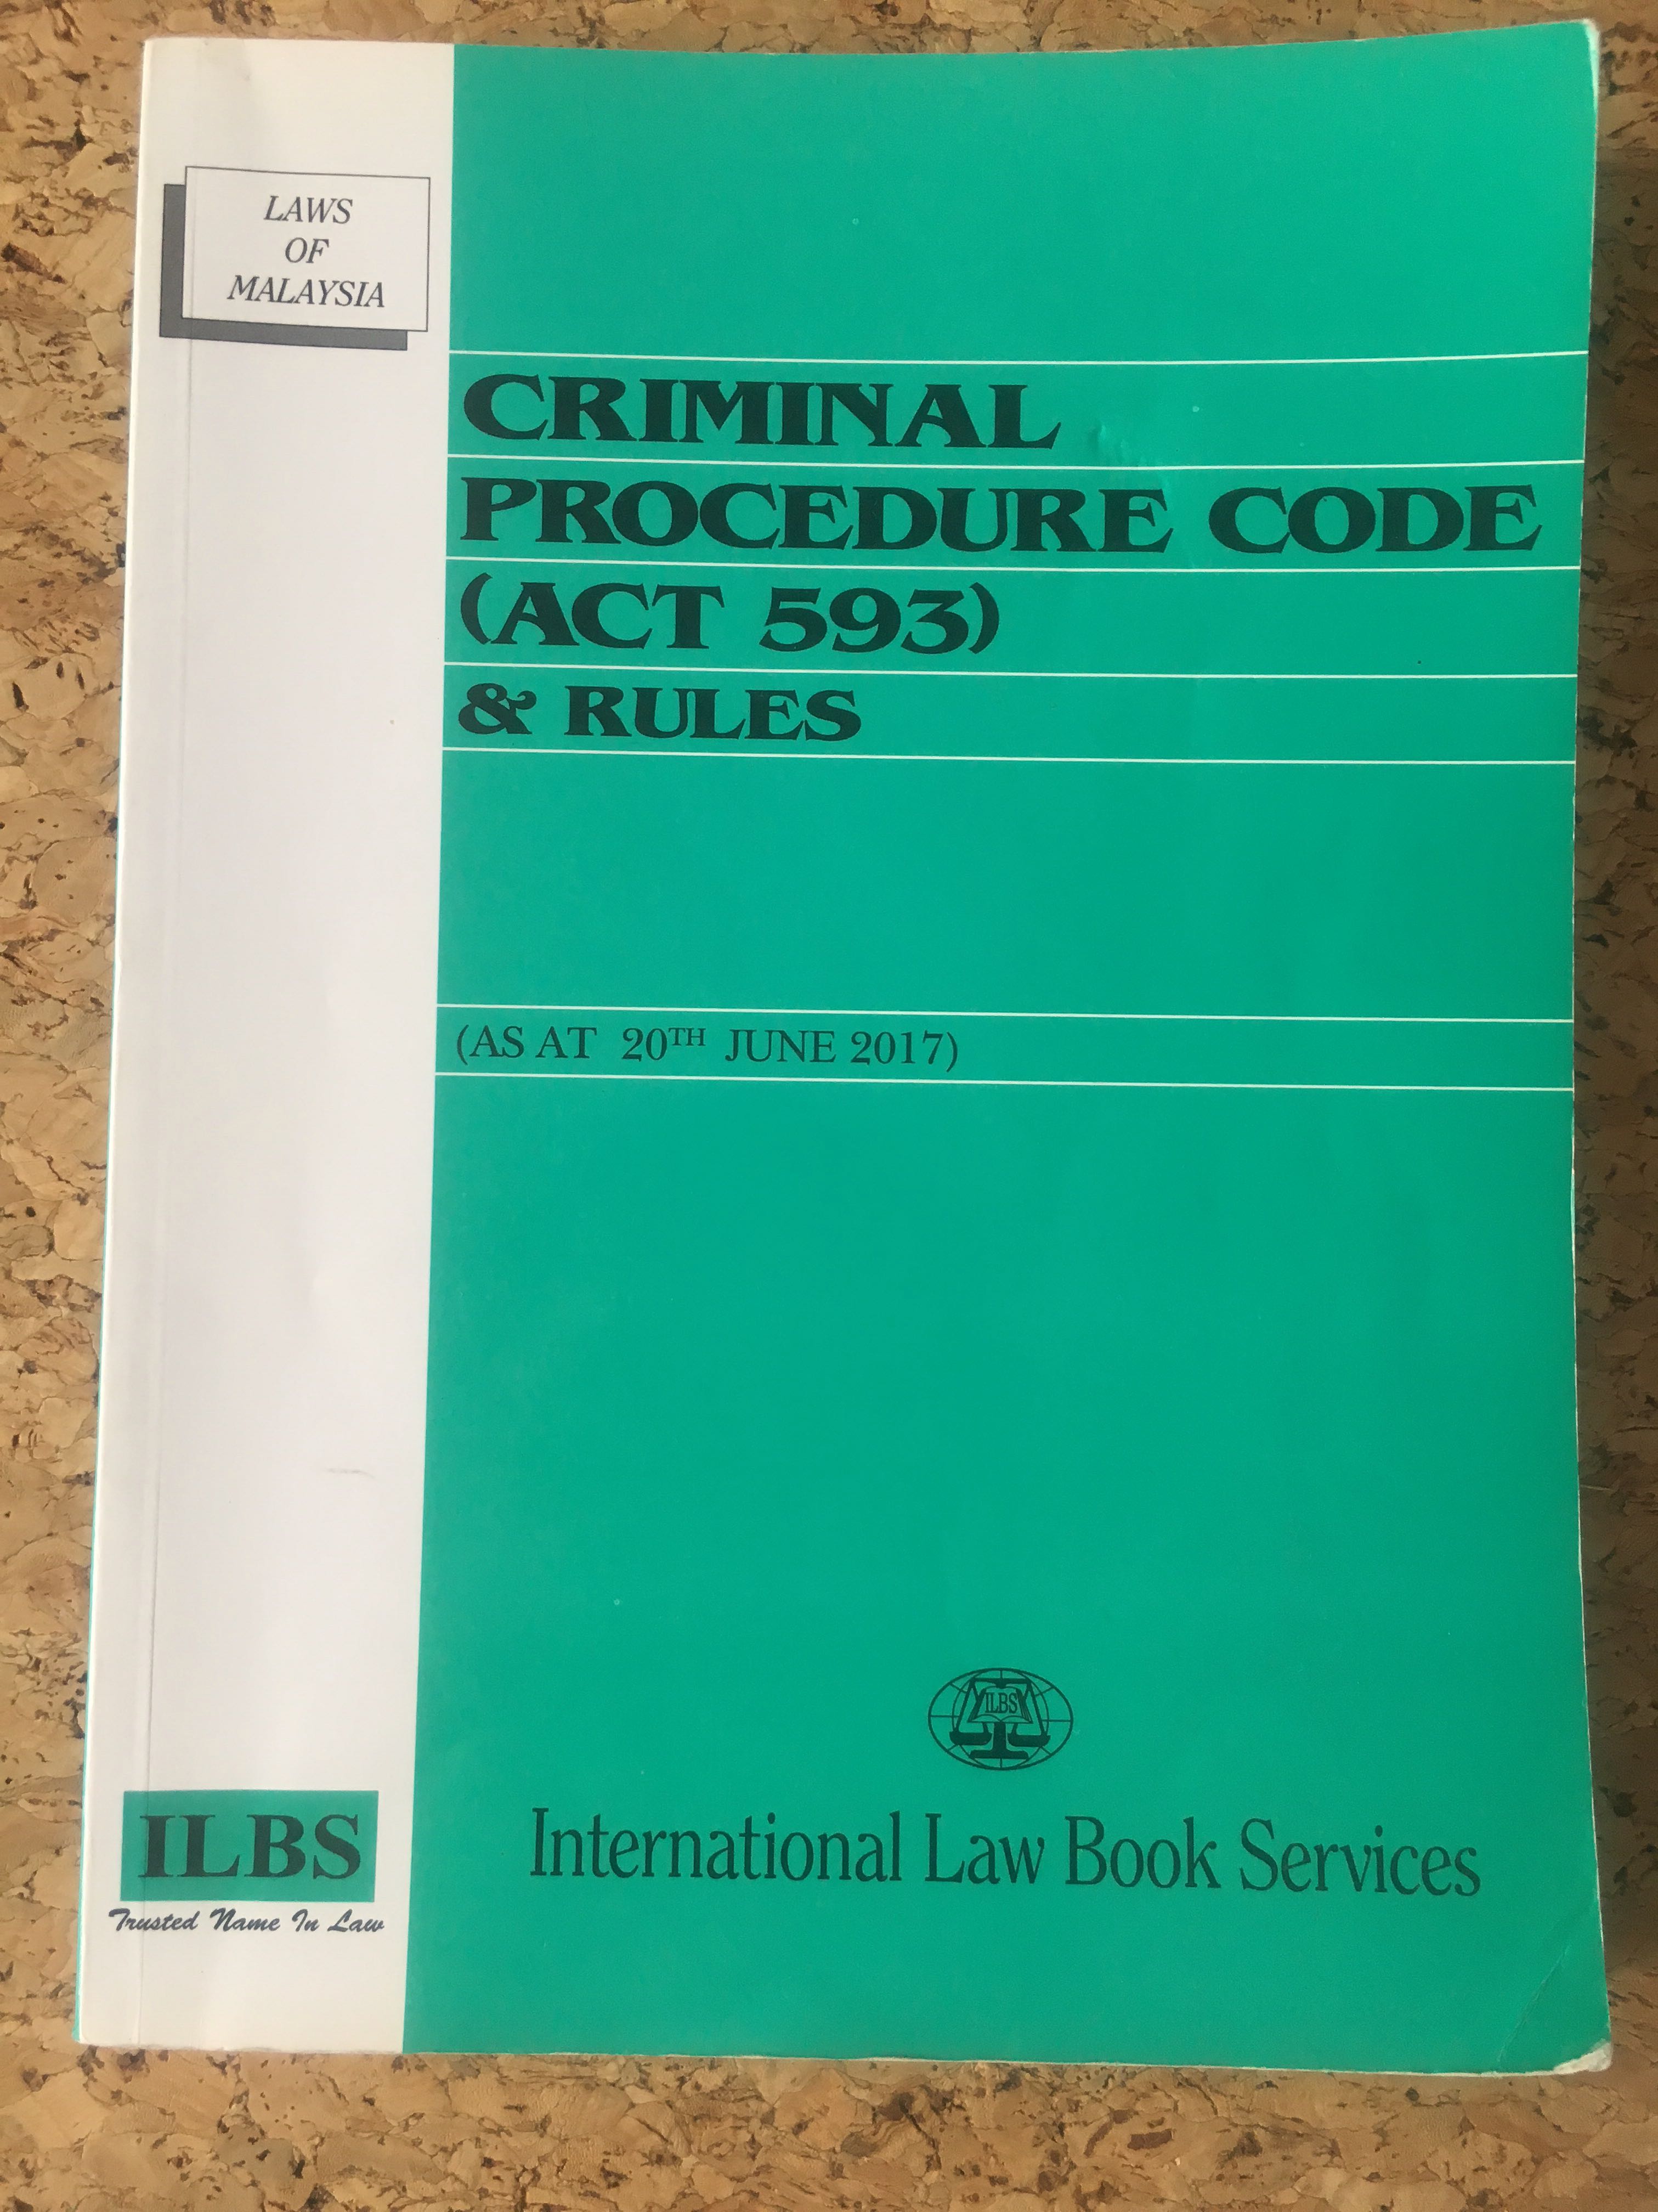 LAWS
OF
MALAYSIA
CRIMINAL
PROCEDURE CODE
(ACT 593)
& RULES
(AS AT 20TH JUNE 2017)
ILBS
International Law Book Services
ILBS
Trusted Name In Law